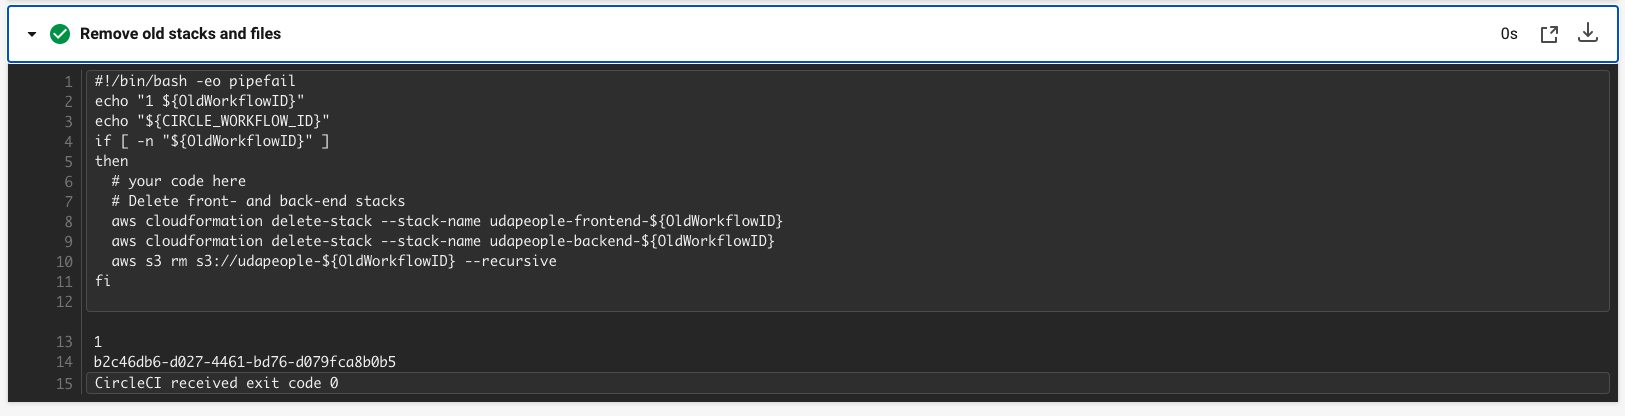 Remove old stacks and files 0s
1 #!/bin/bash -eo pipefail
2 echo "1 ${OldWorkflowID}"
3 echo "${CIRCLE_WORKFLOW_ID}"
4 if [ -n "${OldWorkflowID}" ]
5 then
6 # your code here
7 # Delete front- and back-end stacks
8 aws cloudformation delete-stack --stack-name udapeople-frontend-${OldWorkflowID}
9 aws cloudformation delete-stack --stack-name udapeople-backend-${OldWorkflowID}
10 aws s3 rm s3://udapeople-${OldWorkflowID} --recursive
11 fi
12
13 1
14 b2c46db6-d027-4461-bd76-d079fca8b0b5
15 CircleCI received exit code 0